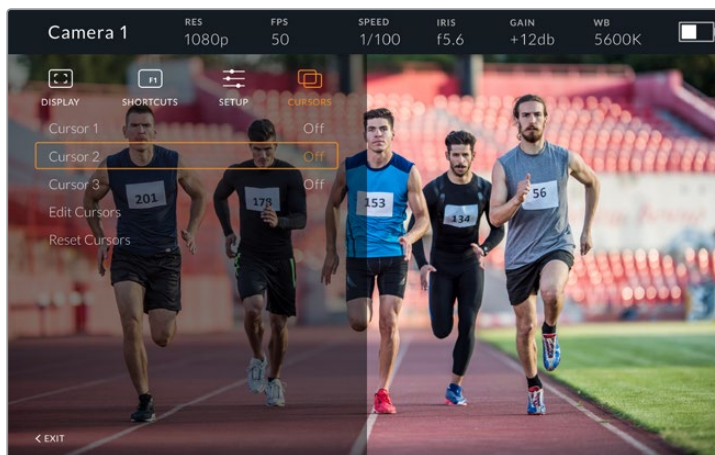 Camera 1
RES FPS SPEED IRIS GAIN WB
1080p 50 1/100 f5.6 +12db 5600K
F1
DISPLAY SHORTCUTS SETUP CURSORS
Cursor 1 Off
Cursor 2 Off
Cursor 3 Off
Edit Cursors
Reset Cursors
201
178
153
134
56
< EXIT